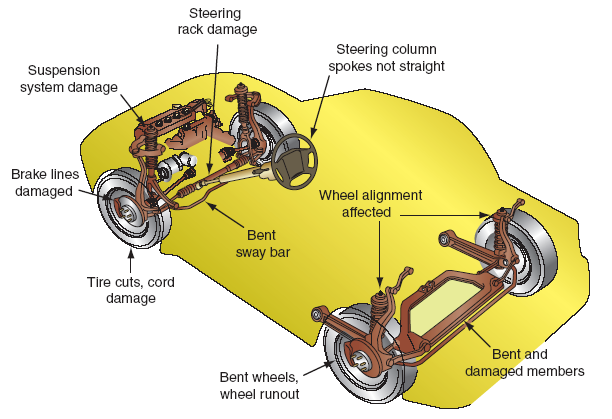 Steering
rack damage
Steering column
spokes not straight
Suspension
system damage
Brake lines
damaged
Wheel alignment
affected
Bent
sway bar
Tire cuts, cord
damage
Bent and
damaged members
Bent wheels,
wheel runout